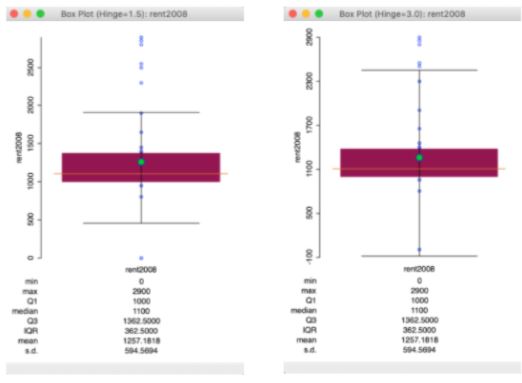 Box Plot (Hinge=1.5): rent2008
2500
2000
1500
1000
500
0
rent2008
rent2008
min 0
max 2900
Q1 1000
median 1100
Q3 1362.5000
IQR 362.5000
mean 1257.1818
s.d. 594.5694
Box Plot (Hinge=3.0): rent2008
2900
2300
1700
1100
500
-100
rent2008
rent2008
min 0
max 2900
Q1 1000
median 1100
Q3 1362.5000
IQR 362.5000
mean 1257.1818
s.d. 594.5694